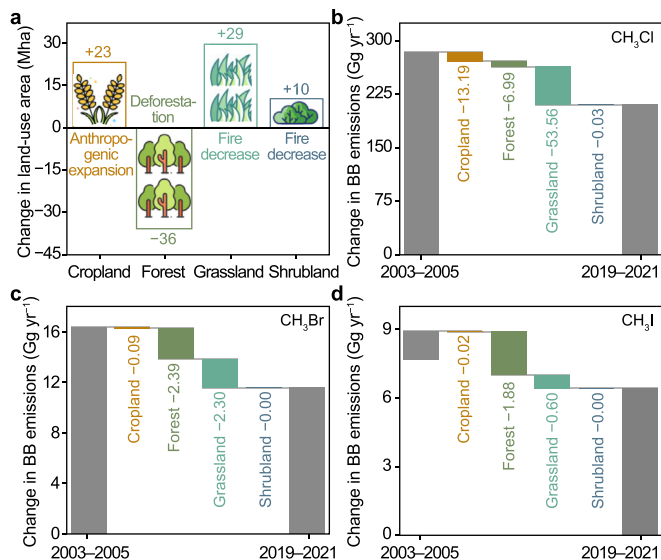 a
Change in land-use area (Mha)
30
15
0
−15
−30
−45
+23
Anthropo-
genic
expansion
Deforesta-
tion
−36
+29
Fire
decrease
+10
Fire
decrease
Cropland Forest Grassland Shrubland
b
CH₃Cl
Change in BB emissions (Gg yr⁻¹)
300
225
150
75
0
Cropland −13.19
Forest −6.99
Grassland −53.56
Shrubland −0.03
2003–2005 2019–2021
c
CH₃Br
Change in BB emissions (Gg yr⁻¹)
16
12
8
4
0
Cropland −0.09
Forest −2.39
Grassland −2.30
Shrubland −0.00
2003–2005 2019–2021
d
CH₃I
Change in BB emissions (Gg yr⁻¹)
9
6
3
0
Cropland −0.02
Forest −1.88
Grassland −0.60
Shrubland −0.00
2003–2005 2019–2021